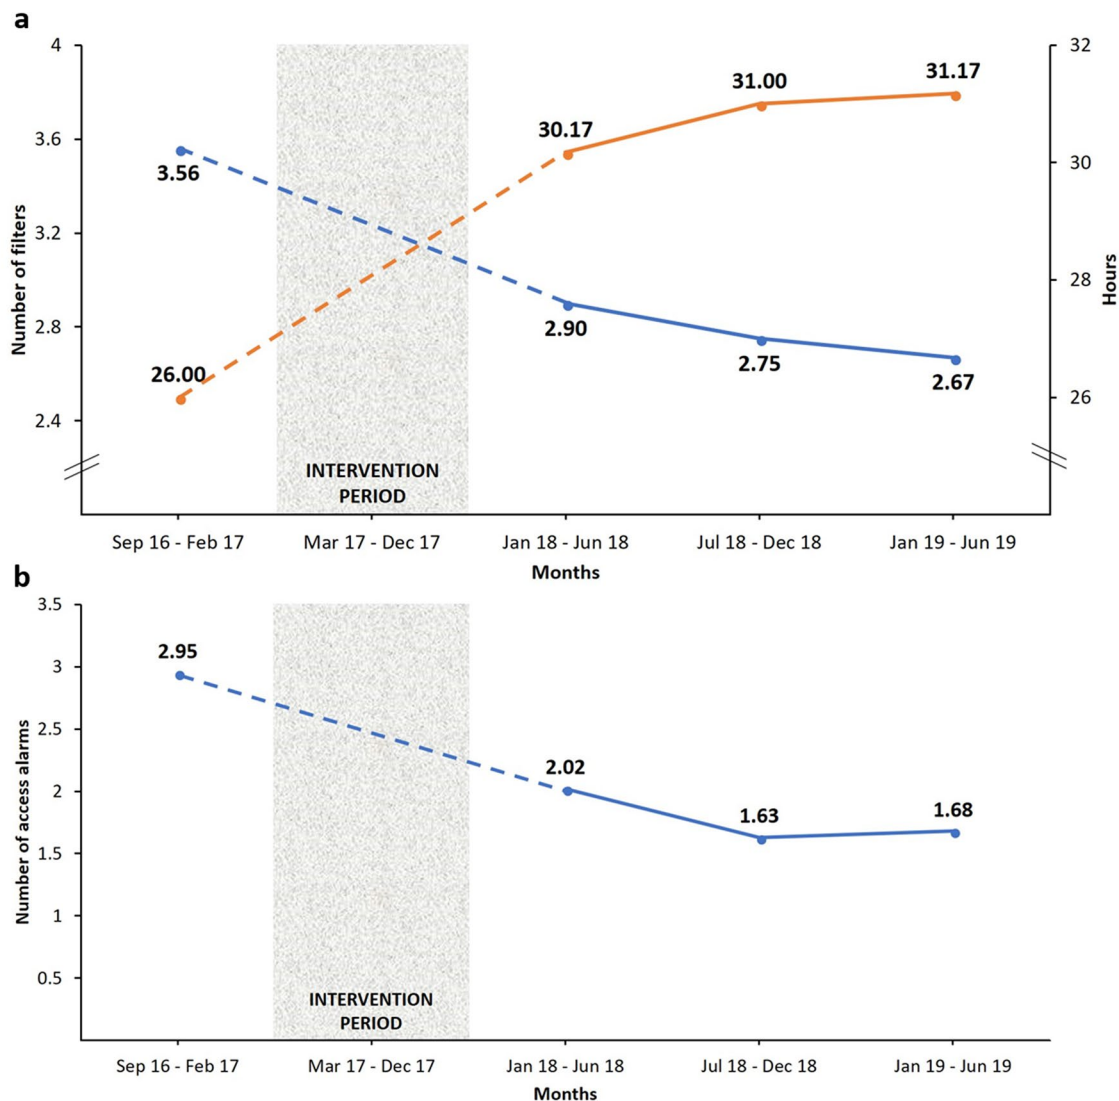 a
4
3.6
3.2
2.8
2.4
Number of filters
32
30
28
26
Hours
3.56
26.00
30.17
31.00
31.17
2.90
2.75
2.67
INTERVENTION
PERIOD
Sep 16 - Feb 17
Mar 17 - Dec 17
Jan 18 - Jun 18
Jul 18 - Dec 18
Jan 19 - Jun 19
Months
b
3.5
3
2.5
2
1.5
1
0.5
Number of access alarms
2.95
2.02
1.63
1.68
INTERVENTION
PERIOD
Sep 16 - Feb 17
Mar 17 - Dec 17
Jan 18 - Jun 18
Jul 18 - Dec 18
Jan 19 - Jun 19
Months